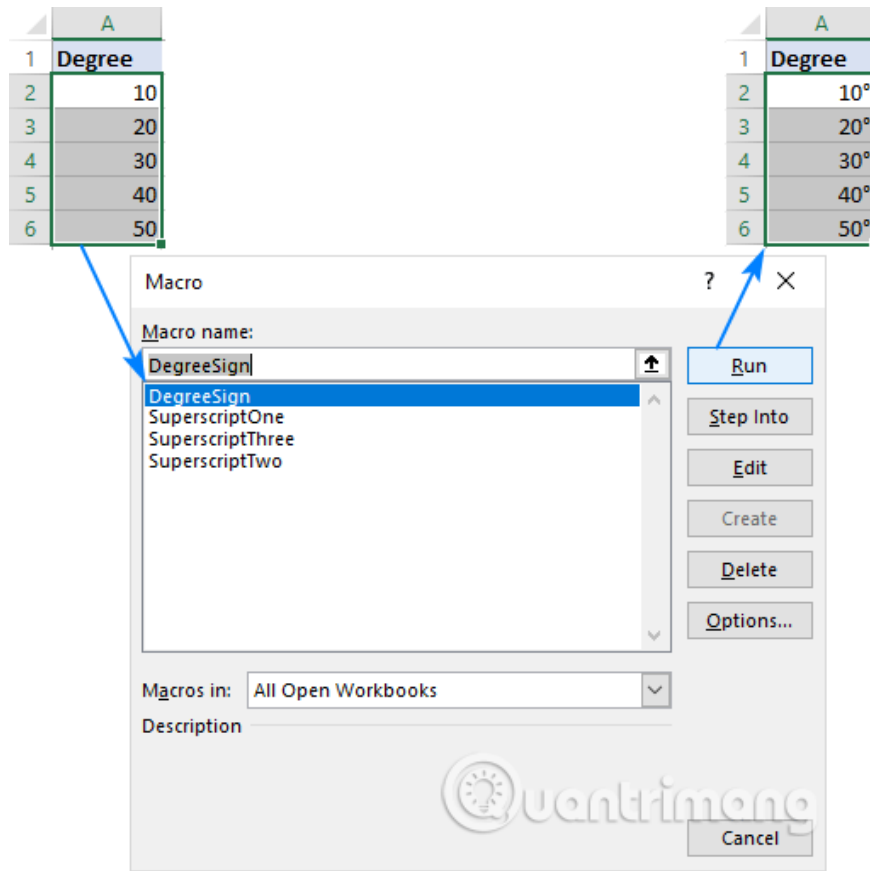 A
1 Degree
2 10
3 20
4 30
5 40
6 50
A
1 Degree
2 10°
3 20°
4 30°
5 40°
6 50°
Macro ? ×
Macro name:
DegreeSign
DegreeSign
SuperscriptOne
SuperscriptThree
SuperscriptTwo
Run
Step Into
Edit
Create
Delete
Options...
Macros in: All Open Workbooks
Description
Quantrimang
Cancel